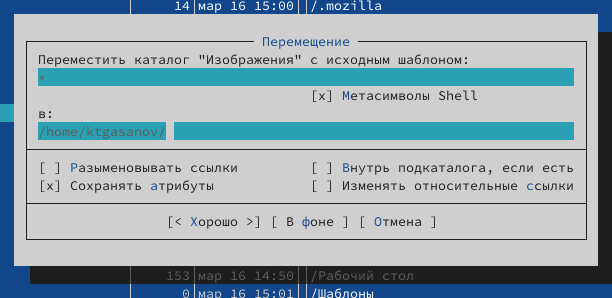 14 мар 16 15:00 /.mozilla
Перемещение
Переместить каталог "Изображения" с исходным шаблоном:
*
[x] Метасимволы Shell
в:
/home/ktgasanov/
[ ] Разыменовывать ссылки [ ] Внутрь подкаталога, если есть
[x] Сохранять атрибуты [ ] Изменять относительные ссылки
[< Хорошо >] [ В фоне ] [ Отмена ]
153 мар 16 14:50 /Рабочий стол
0 мар 16 15:01 /Шаблоны